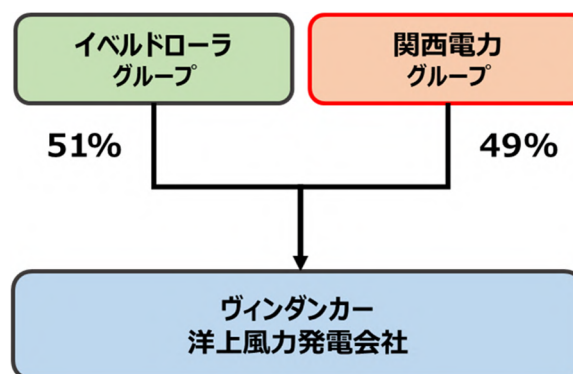 イベルドローラ
グループ
関西電力
グループ
51%
49%
ヴィンダンカー
洋上風力発電会社